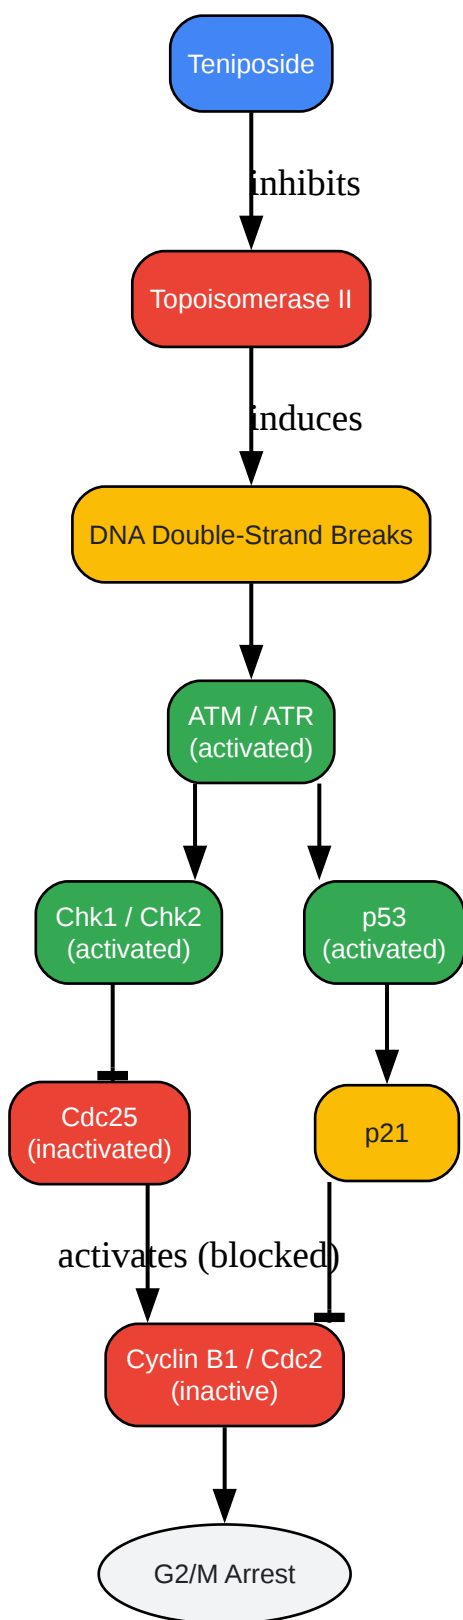 Teniposide
inhibits
Topoisomerase II
induces
DNA Double-Strand Breaks
ATM / ATR
(activated)
Chk1 / Chk2
(activated)
p53
(activated)
Cdc25
(inactivated)
p21
activates (blocked)
Cyclin B1 / Cdc2
(inactive)
G2/M Arrest